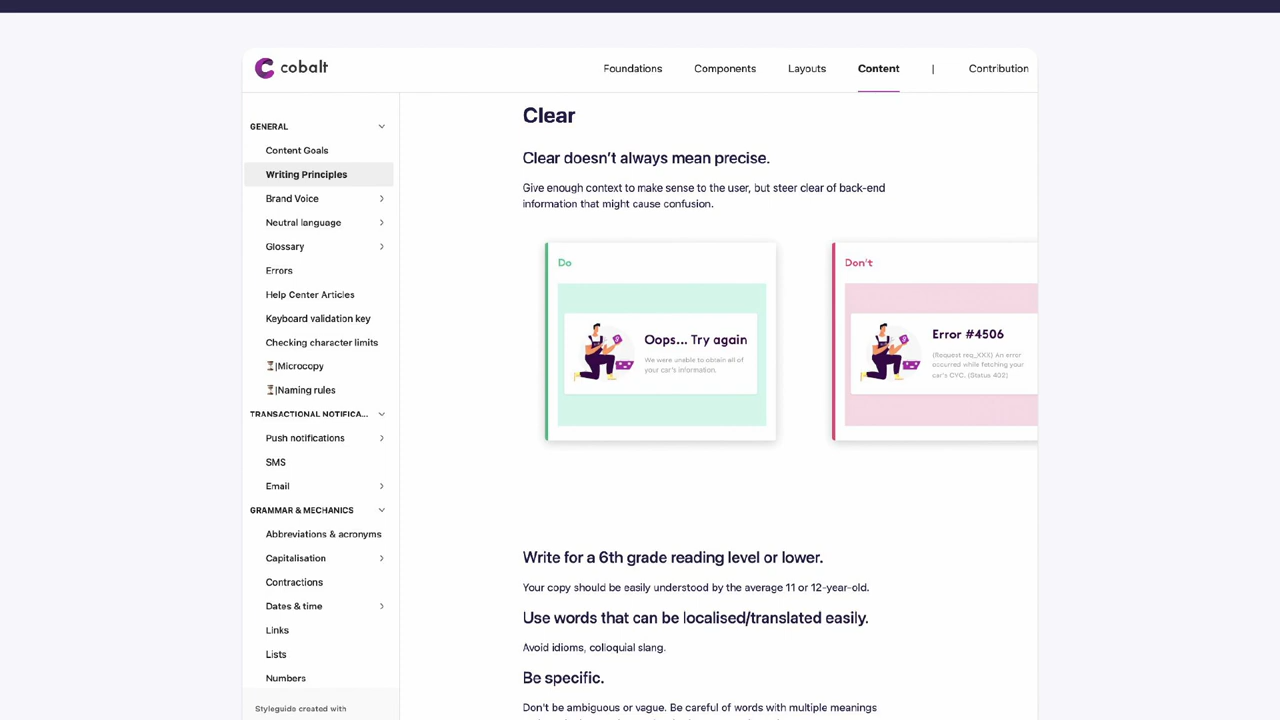 cobalt
Foundations
Components
Layouts
Content
|
Contribution
GENERAL
Content Goals
Writing Principles
Brand Voice
Neutral language
Glossary
Errors
Help Center Articles
Keyboard validation key
Checking character limits
⏳|Microcopy
⏳|Naming rules
TRANSACTIONAL NOTIFICA...
Push notifications
SMS
Email
GRAMMAR & MECHANICS
Abbreviations & acronyms
Capitalisation
Contractions
Dates & time
Links
Lists
Numbers
Styleguide created with
Clear
Clear doesn't always mean precise.
Give enough context to make sense to the user, but steer clear of back-end
information that might cause confusion.
Do
Oops... Try again
We were unable to obtain all of
your car's information.
Don't
Error #4506
(Request req_XXX) An error
occurred while fetching your
car's CYC. (Status 402)
Write for a 6th grade reading level or lower.
Your copy should be easily understood by the average 11 or 12-year-old.
Use words that can be localised/translated easily.
Avoid idioms, colloquial slang.
Be specific.
Don't be ambiguous or vague. Be careful of words with multiple meanings